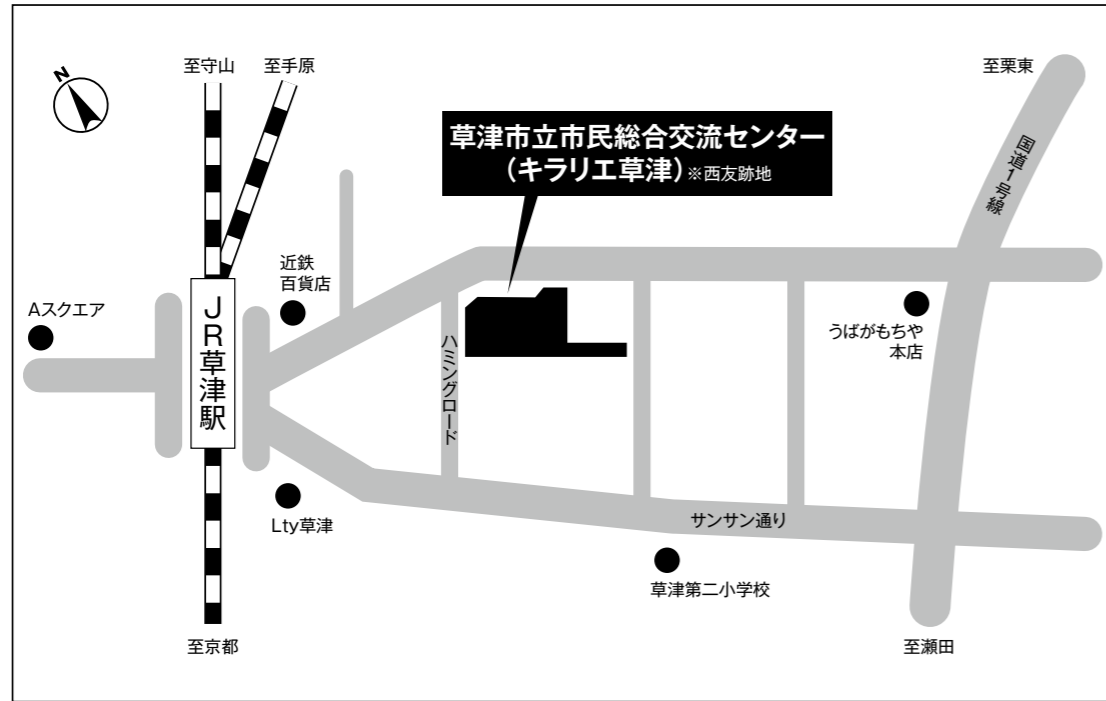 N
至守山
至手原
至栗東
草津市立市民総合交流センター
(キラリエ草津)※西友跡地
国道1号線
近鉄
百貨店
Aスクエア
JR草津駅
ハミングロード
うばがもちや
本店
Lty草津
サンサン通り
草津第二小学校
至京都
至瀬田